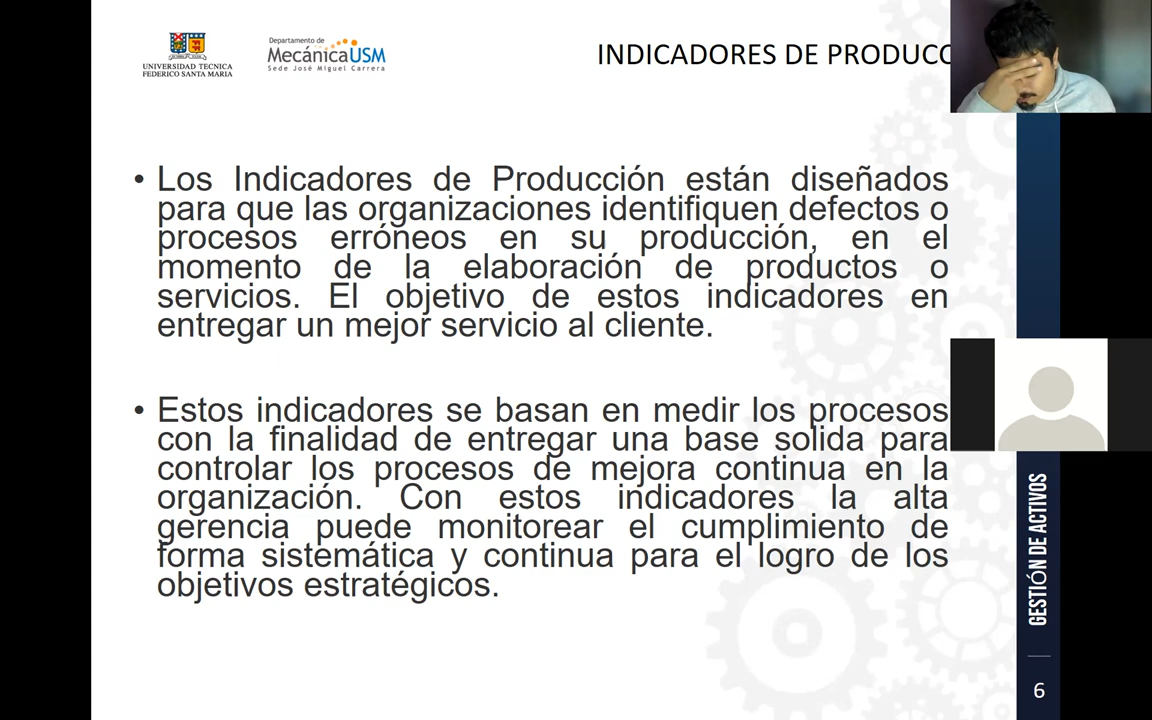 UNIVERSIDAD TECNICA
FEDERICO SANTA MARIA
Departamento de
MecánicaUSM
Sede José Miguel Carrera
INDICADORES DE PRODUCC
• Los Indicadores de Producción están diseñados
para que las organizaciones identifiquen defectos o
procesos erróneos en su producción, en el
momento de la elaboración de productos o
servicios. El objetivo de estos indicadores en
entregar un mejor servicio al cliente.
• Estos indicadores se basan en medir los procesos
con la finalidad de entregar una base solida para
controlar los procesos de mejora continua en la
organización. Con estos indicadores la alta
gerencia puede monitorear el cumplimiento de
forma sistemática y continua para el logro de los
objetivos estratégicos.
GESTIÓN DE ACTIVOS
6